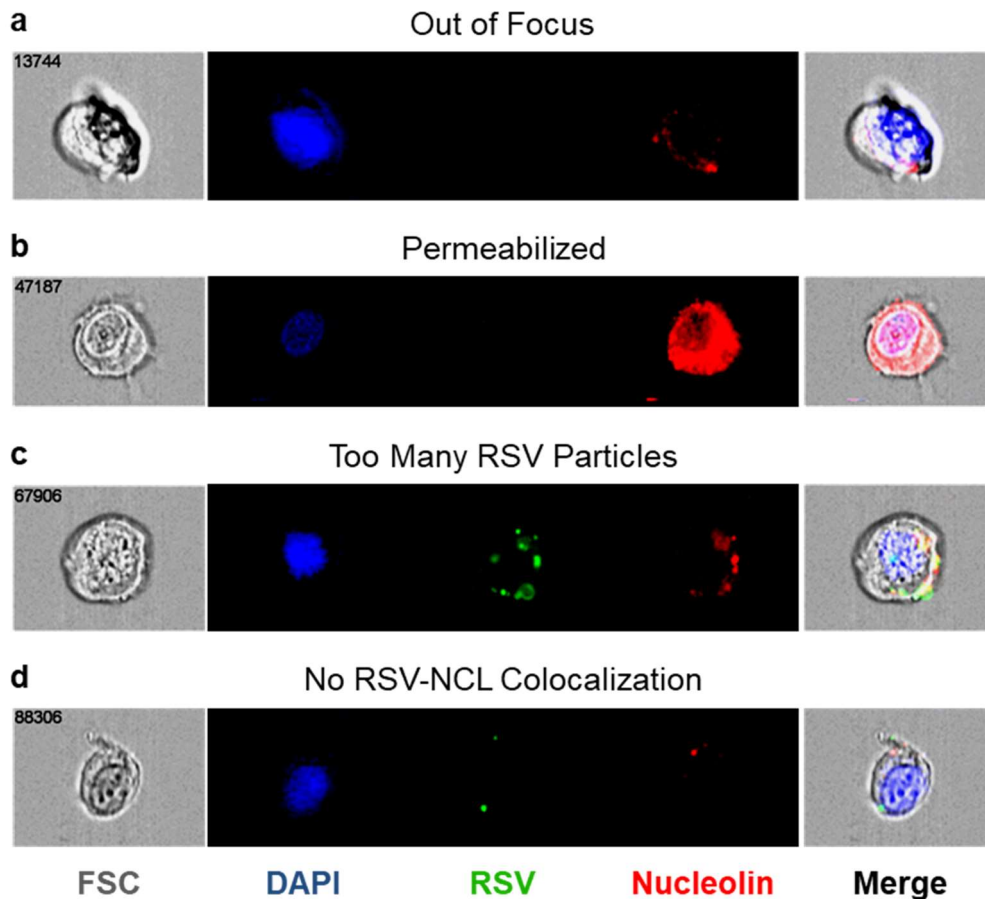 a
Out of Focus
13744
b
Permeabilized
47187
c
Too Many RSV Particles
67906
d
No RSV-NCL Colocalization
88306
FSC DAPI RSV Nucleolin Merge